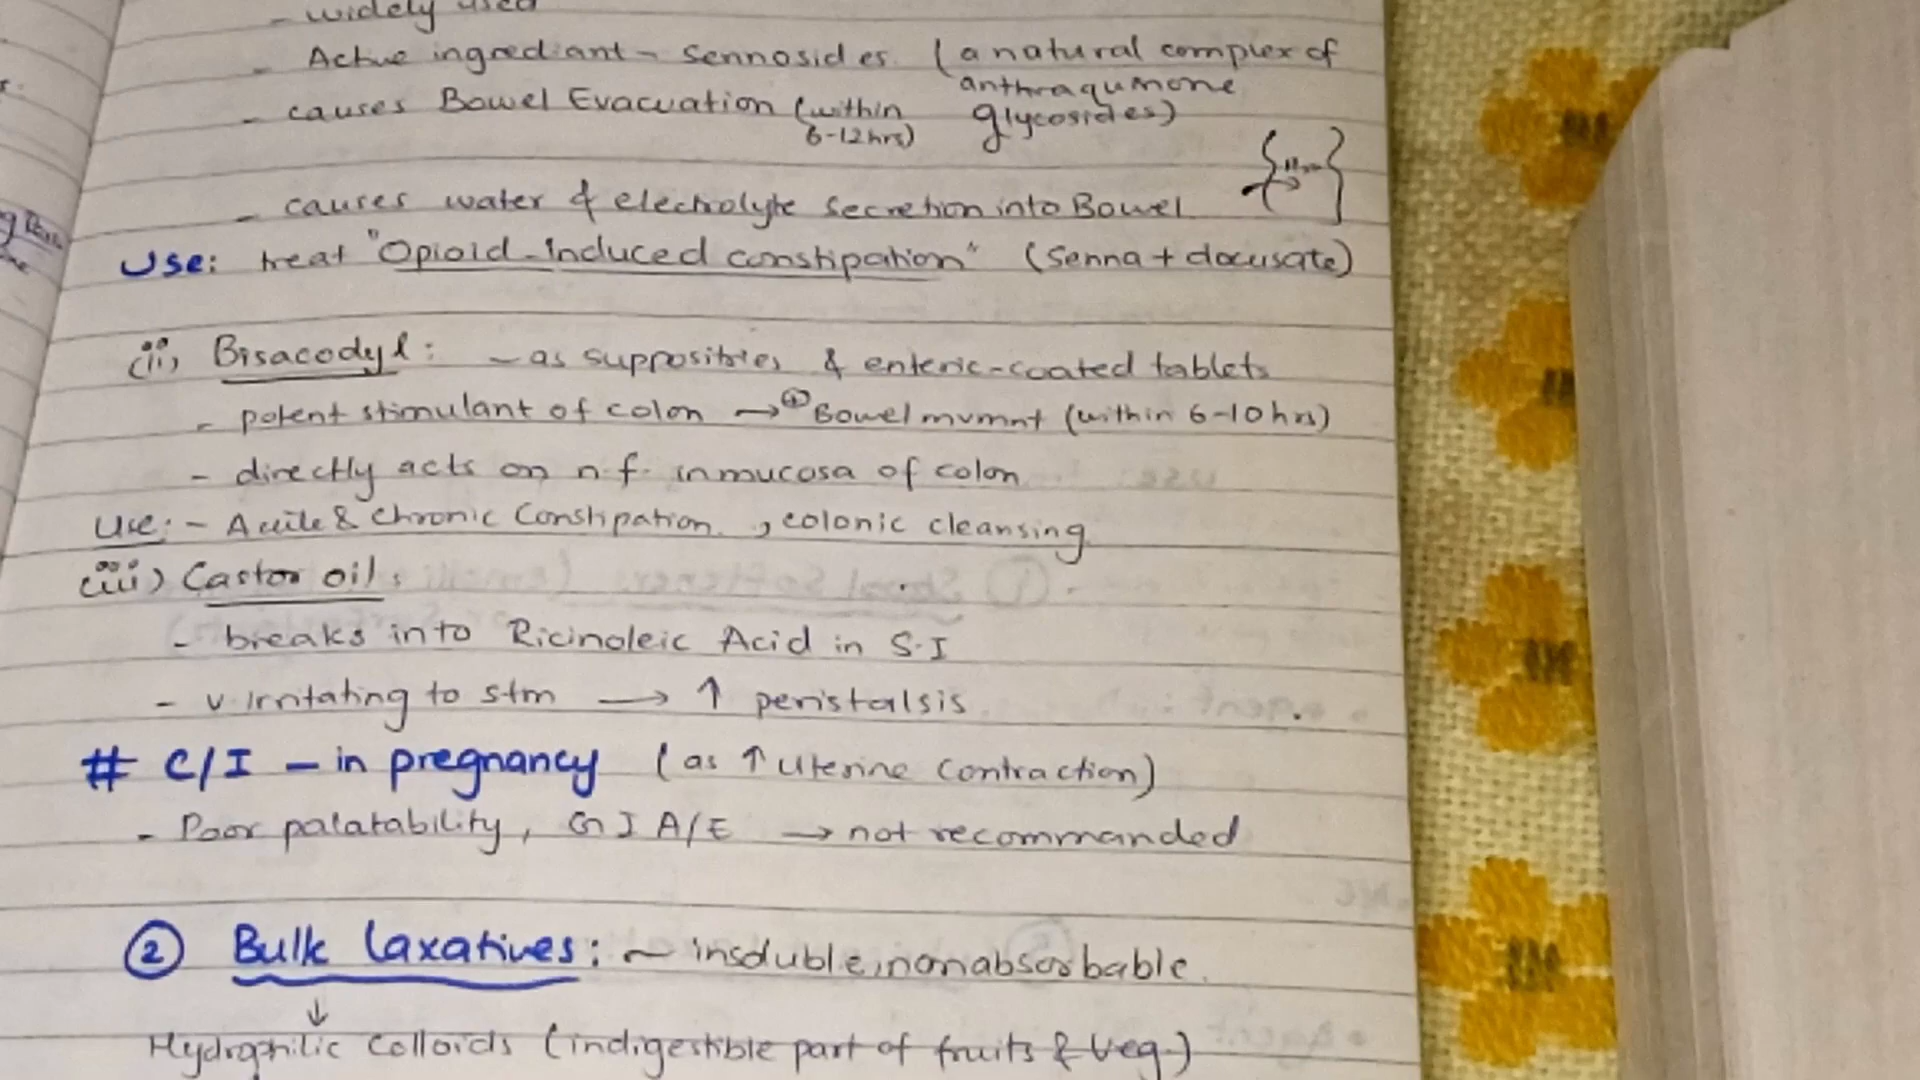 - widely used
- Active ingrediant - Sennosides (a natural complex of
anthraquinone
- causes Bowel Evacuation (within glycosides)
6-12hrs)
- causes water & electrolyte secretion into Bowel
Use: treat "Opioid-Induced constipation" (Senna + docusate)
(ii) Bisacodyl: - as suppositries & enteric-coated tablets
- potent stimulant of colon → ⊕ Bowel mvmnt (within 6-10hrs)
- directly acts on n.f. in mucosa of colon
Use: - Acute & Chronic Constipation, colonic cleansing
(iii) Castor oil:
- breaks into Ricinoleic Acid in S.I
- v.irritating to stm → ↑ peristalsis
# C/I - in pregnancy (as ↑ uterine contraction)
- Poor palatability, GI A/E → not recommanded
② Bulk laxatives: ~ insoluble, nonabsorbable
↓
Hydrophilic Colloids (indigestible part of fruits & Veg.)